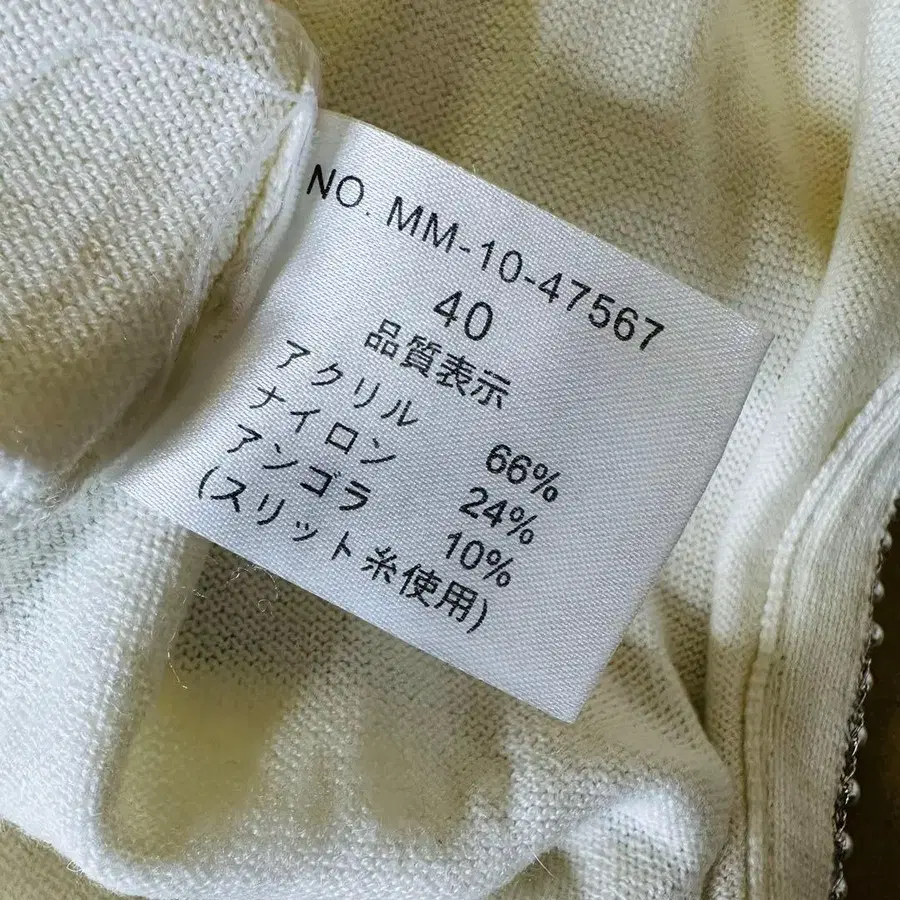 NO. MM-10-47567
40
品質表示
アクリル 66%
ナイロン 24%
アンゴラ 10%
(スリット糸使用)